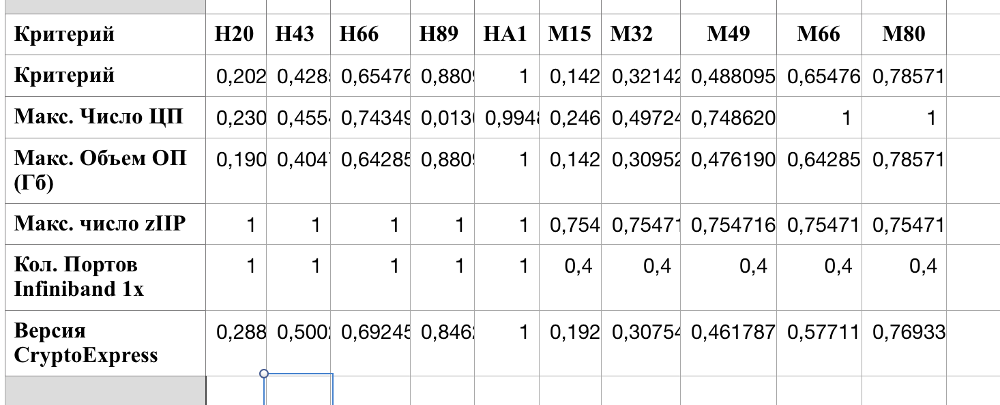 Критерий H20 H43 H66 H89 HA1 M15 M32 M49 M66 M80
Критерий 0,202 0,428 0,65476 0,880 1 0,142 0,32142 0,488095 0,65476 0,78571
Макс. Число ЦП 0,230 0,455 0,74349 0,013 0,994 0,246 0,49724 0,748620 1 1
Макс. Объем ОП 0,190 0,404 0,64285 0,880 1 0,142 0,30952 0,476190 0,64285 0,78571
(Гб)
Макс. число zIIP 1 1 1 1 1 0,754 0,75471 0,754716 0,75471 0,75471
Кол. Портов 1 1 1 1 1 0,4 0,4 0,4 0,4 0,4
Infiniband 1x
Версия 0,288 0,500 0,69245 0,846 1 0,192 0,30754 0,461787 0,57711 0,76933
CryptoExpress